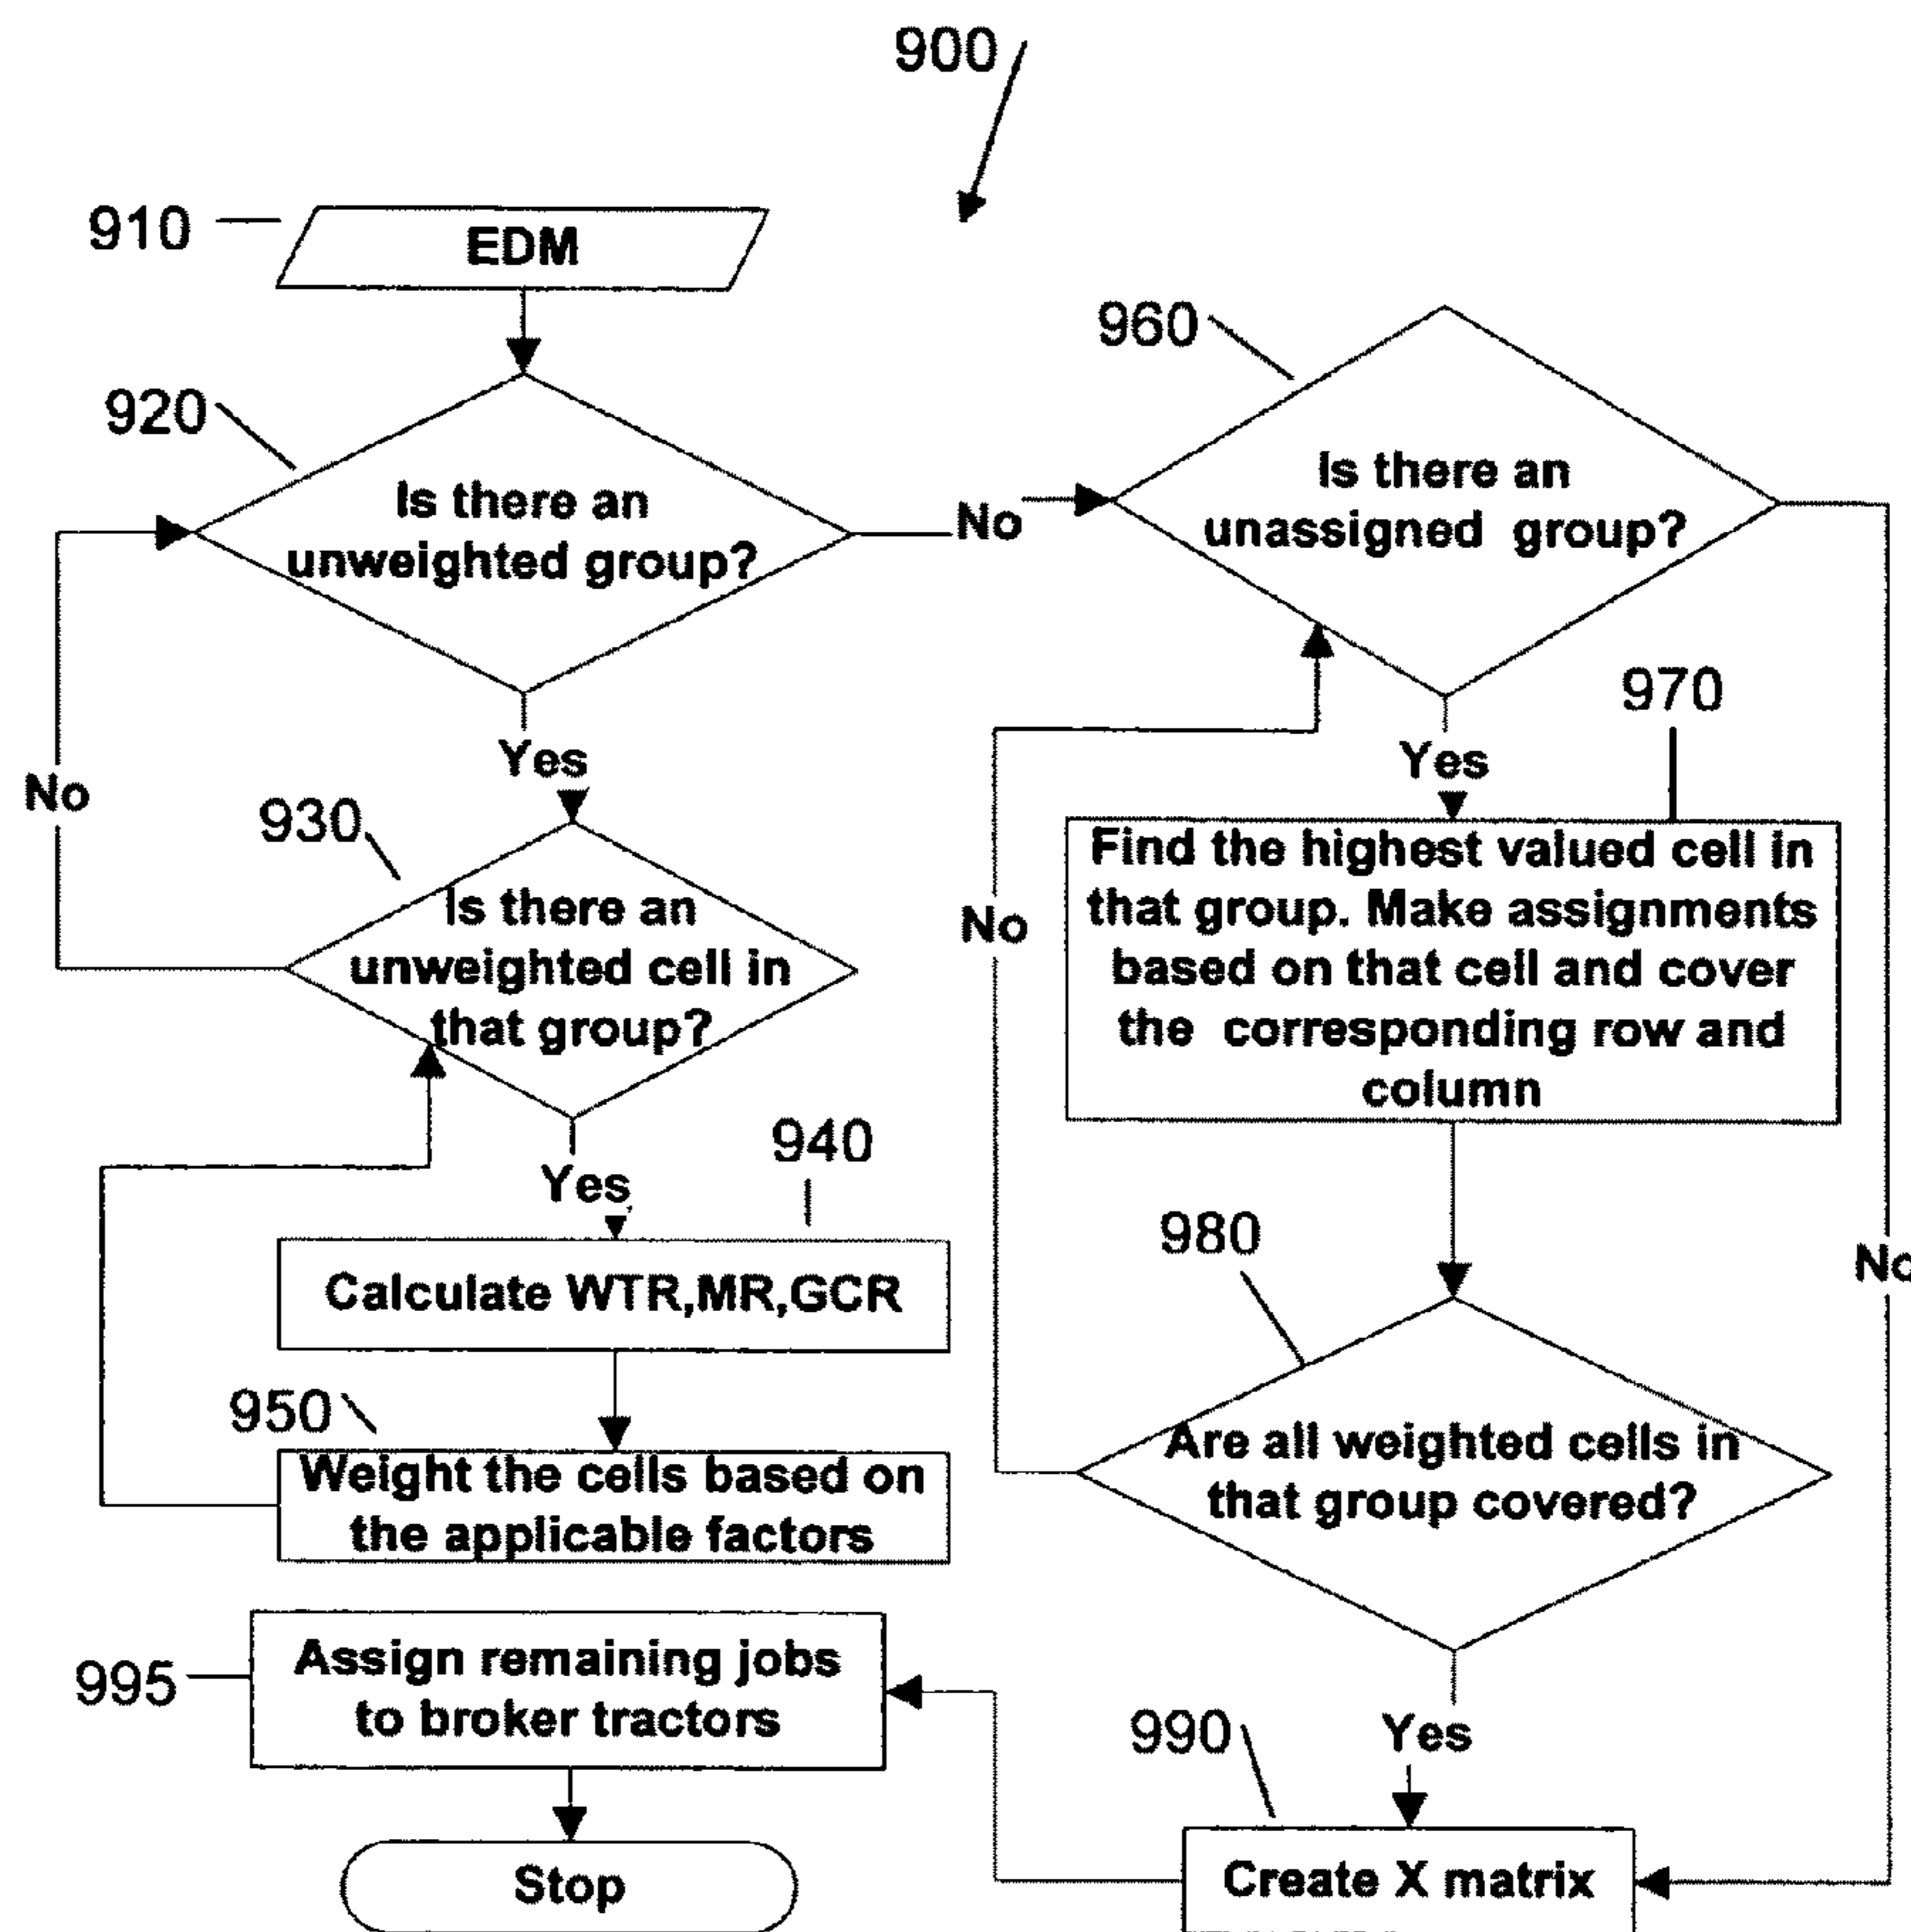 900
910
EDM
920
Is there an
unweighted group?
No
Yes
No
930
Is there an
unweighted cell in
that group?
Yes
940
Calculate WTR,MR,GCR
950
Weight the cells based on
the applicable factors
960
Is there an
unassigned group?
Yes
970
Find the highest valued cell in
that group. Make assignments
based on that cell and cover
the corresponding row and
column
No
980
Are all weighted cells in
that group covered?
No
Yes
990
Create X matrix
995
Assign remaining jobs
to broker tractors
Stop